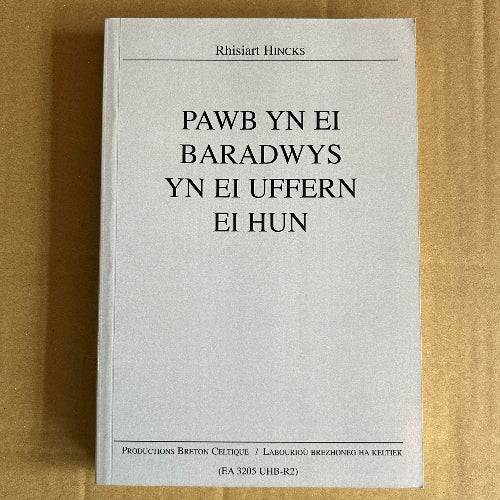 Rhisiart HINCKS
PAWB YN EI
BARADWYS
YN EI UFFERN
EI HUN
PRODUCTIONS BRETON CELTIQUE / LABOURIOÙ BREZHONEG HA KELTIEK
(EA 3205 UHB-R2)